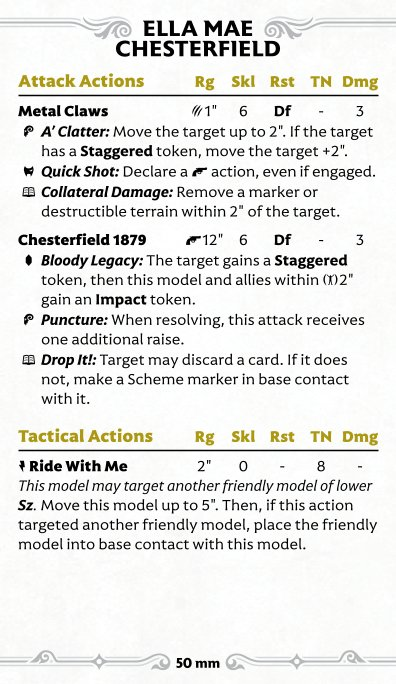 ELLA MAE
CHESTERFIELD
Attack Actions Rg Skl Rst TN Dmg
Metal Claws 1" 6 Df - 3
A' Clatter: Move the target up to 2". If the target
has a Staggered token, move the target +2".
Quick Shot: Declare a action, even if engaged.
Collateral Damage: Remove a marker or
destructible terrain within 2" of the target.
Chesterfield 1879 12" 6 Df - 3
Bloody Legacy: The target gains a Staggered
token, then this model and allies within 2"
gain an Impact token.
Puncture: When resolving, this attack receives
one additional raise.
Drop It!: Target may discard a card. If it does
not, make a Scheme marker in base contact
with it.
Tactical Actions Rg Skl Rst TN Dmg
Ride With Me 2" 0 - 8 -
This model may target another friendly model of lower
Sz. Move this model up to 5". Then, if this action
targeted another friendly model, place the friendly
model into base contact with this model.
50 mm